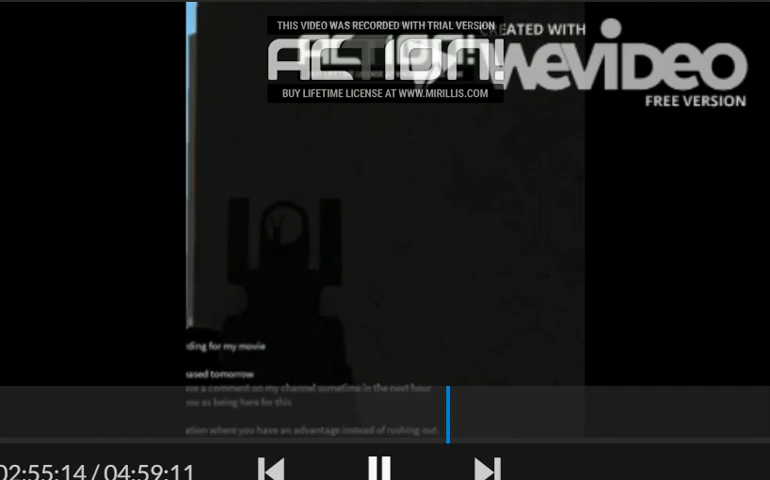 THIS VIDEO WAS RECORDED WITH TRIAL VERSION
CREATED WITH
ACTION!
WEVIDEO
BUY LIFETIME LICENSE AT WWW.MIRILLIS.COM
FREE VERSION
ding for my movie
ased tomorrow
ve a comment on my channel sometime in the next hour
you as being here for this
ation where you have an advantage instead of rushing out.
02:55:14 / 04:59:11